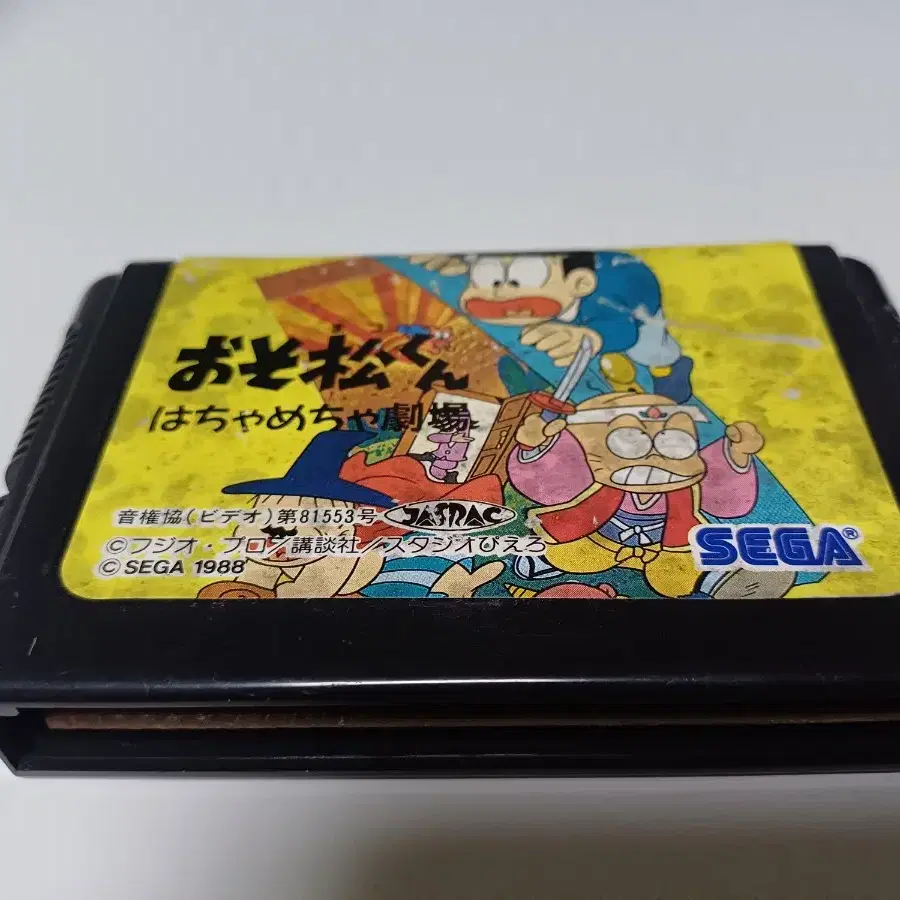 おそ松くん
はちゃめちゃ劇場
音権協(ビデオ)第81553号 JASRAC
©フジオ・プロ/講談社/スタジオぴえろ
© SEGA 1988
SEGA®